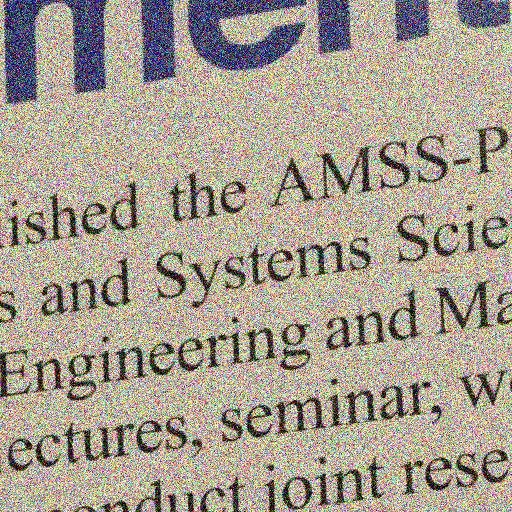 ment
ished the AMSS-P
s and Systems Scie
Engineering and Ma
ectures, seminar, w
conduct joint rese